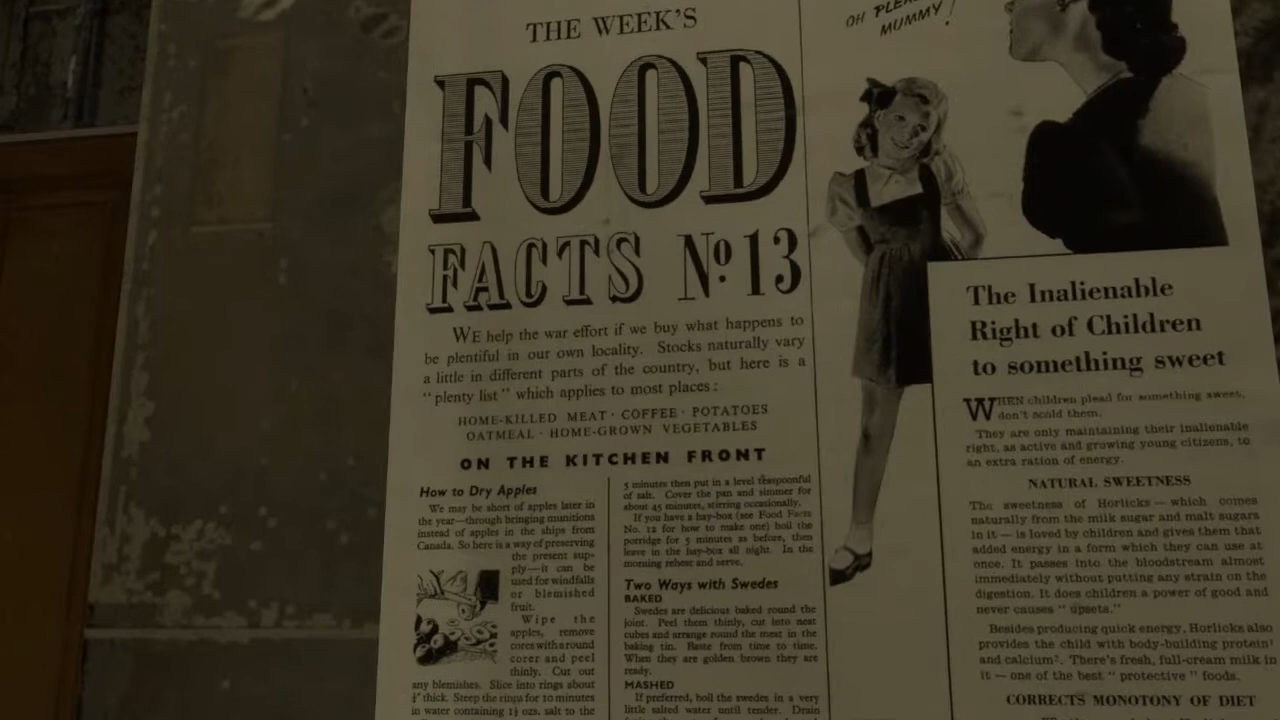 THE WEEK'S
FOOD
FACTS No 13
WE help the war effort if we buy what happens to
be plentiful in our own locality. Stocks naturally vary
a little in different parts of the country, but here is a
“plenty list” which applies to most places :
HOME-KILLED MEAT · COFFEE · POTATOES
OATMEAL · HOME-GROWN VEGETABLES
ON THE KITCHEN FRONT
How to Dry Apples
We may be short of apples later in
the year—through bringing munitions
instead of apples in the ships from
Canada. So here is a way of preserving
the present sup-
ply—it can be
used for windfalls
or blemished
fruit.
Wipe the
apples, remove
cores with a round
corer and peel
thinly. Cut out
any blemishes. Slice into rings about
¼" thick. Steep the rings for 10 minutes
in water containing 1½ ozs. salt to the
5 minutes then put in a level teaspoonful
of salt. Cover the pan and simmer for
about 45 minutes, stirring occasionally.
If you have a hay-box (see Food Facts
No. 12 for how to make one) boil the
porridge for 5 minutes as before, then
leave in the hay-box all night. In the
morning reheat and serve.
Two Ways with Swedes
BAKED
Swedes are delicious baked round the
joint. Peel them thinly, cut into neat
cubes and arrange round the meat in the
baking tin. Baste from time to time.
When they are golden brown they are
ready.
MASHED
If preferred, boil the swedes in a very
little salted water until tender. Drain
OH
MUMMY!
The Inalienable
Right of Children
to something sweet
WHEN children plead for something sweet,
don't scold them.
They are only maintaining their inalienable
right, as active and growing young citizens, to
an extra ration of energy.
NATURAL SWEETNESS
The sweetness of Horlicks — which comes
naturally from the milk sugar and malt sugars
in it — is loved by children and gives them that
added energy in a form which they can use at
once. It passes into the bloodstream almost
immediately without putting any strain on the
digestion. It does children a power of good and
never causes “ upsets.”
Besides producing quick energy, Horlicks also
provides the child with body-building protein¹
and calcium². There's fresh, full-cream milk in
it — one of the best “ protective ” foods.
CORRECTS MONOTONY OF DIET